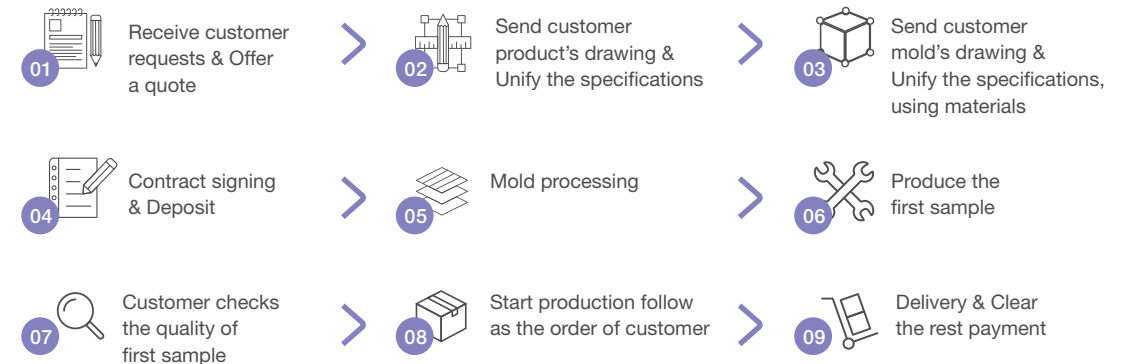 01
Receive customer
requests & Offer
a quote
02
Send customer
product's drawing &
Unify the specifications
03
Send customer
mold's drawing &
Unify the specifications,
using materials
04
Contract signing
& Deposit
05
Mold processing
06
Produce the
first sample
07
Customer checks
the quality of
first sample
08
Start production follow
as the order of customer
09
Delivery & Clear
the rest payment